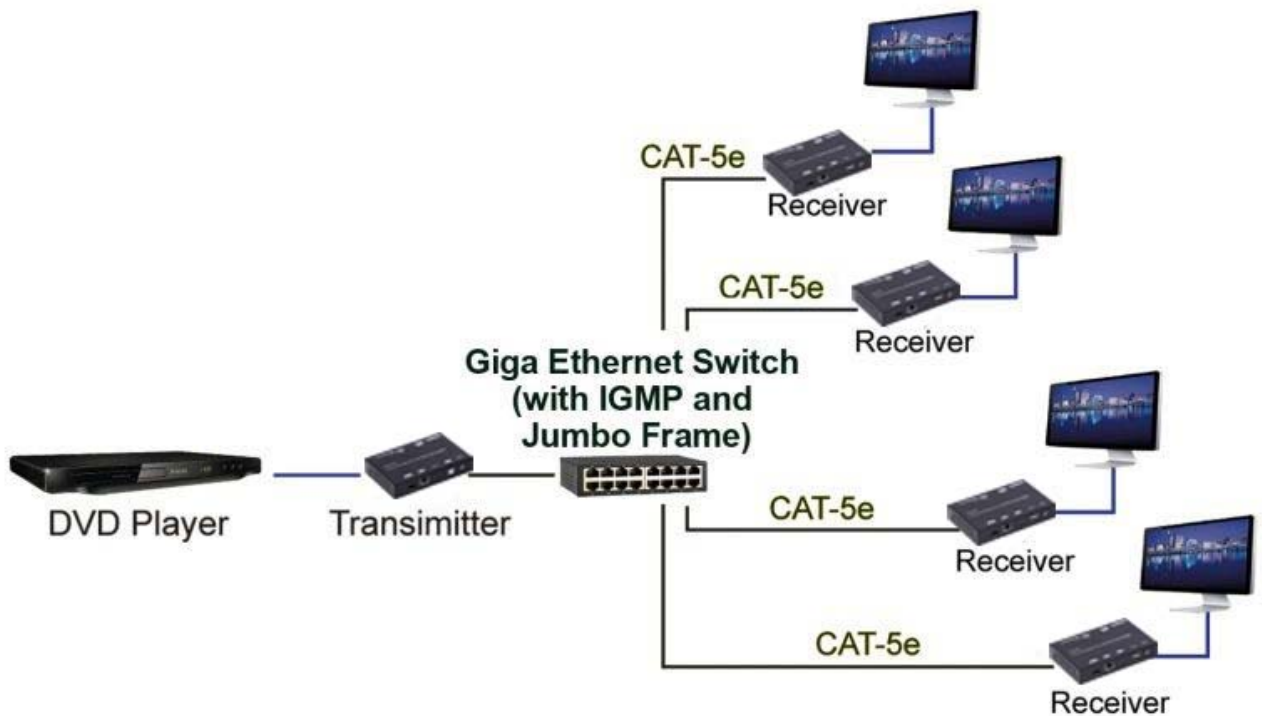 CAT-5e
Receiver
CAT-5e
Receiver
Giga Ethernet Switch
(with IGMP and
Jumbo Frame)
DVD Player
Transimitter
CAT-5e
Receiver
CAT-5e
Receiver